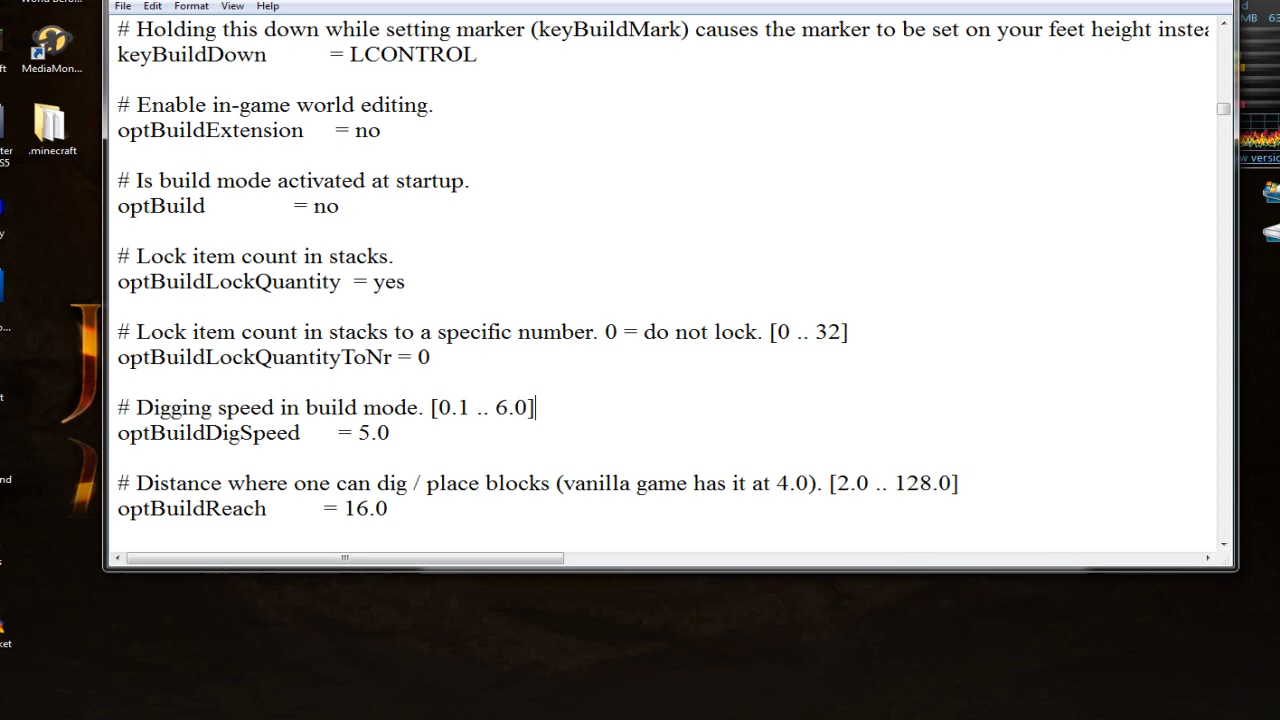 File Edit Format View Help
# Holding this down while setting marker (keyBuildMark) causes the marker to be set on your feet height
keyBuildDown = LCONTROL
# Enable in-game world editing.
optBuildExtension = no
# Is build mode activated at startup.
optBuild = no
# Lock item count in stacks.
optBuildLockQuantity = yes
# Lock item count in stacks to a specific number. 0 = do not lock. [0 .. 32]
optBuildLockQuantityToNr = 0
# Digging speed in build mode. [0.1 .. 6.0]
optBuildDigSpeed = 5.0
# Distance where one can dig / place blocks (vanilla game has it at 4.0). [2.0 .. 128.0]
optBuildReach = 16.0
MediaMon...
.minecraft